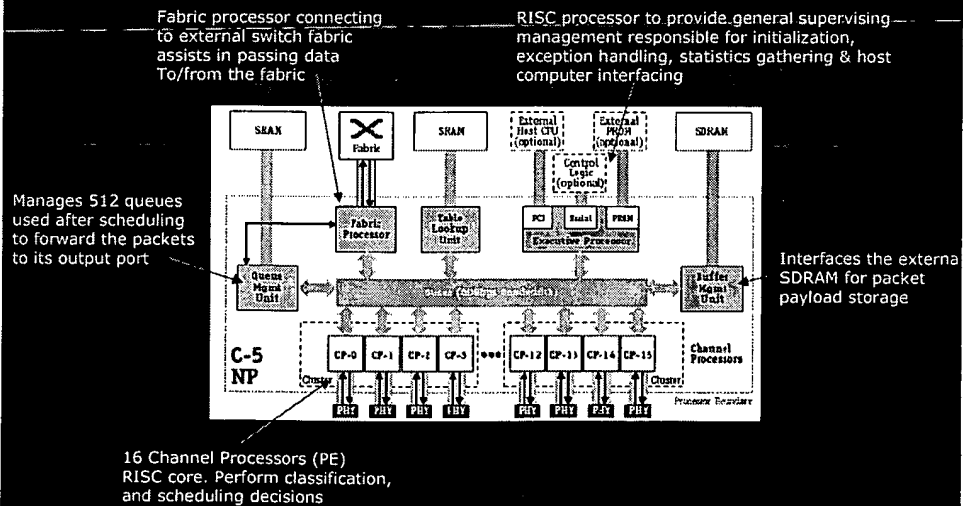 Fabric processor connecting
to external switch fabric
assists in passing data
To/from the fabric
RISC processor to provide general supervising
management responsible for initialization,
exception handling, statistics gathering & host
computer interfacing
SRAM
Fabric
SRAM
External
Host CPU
(optional)
External
PROM
(optional)
Control
Logic
(optional)
SDRAM
Manages 512 queues
used after scheduling
to forward the packets
to its output port
Fabric
Processor
Table
Lookup
Unit
PCI
Serial
PROM
Executive Processor
Queue
Mgmt
Unit
Buffer
Mgmt
Unit
Interfaces the external
SDRAM for packet
payload storage
C-5
NP
CP-0
CP-1
CP-2
CP-3
CP-12
CP-13
CP-14
CP-15
Channel
Processors
Cluster
Cluster
PHY
PHY
PHY
PHY
PHY
PHY
PHY
PHY
Processor Boundary
16 Channel Processors (PE)
RISC core. Perform classification,
and scheduling decisions